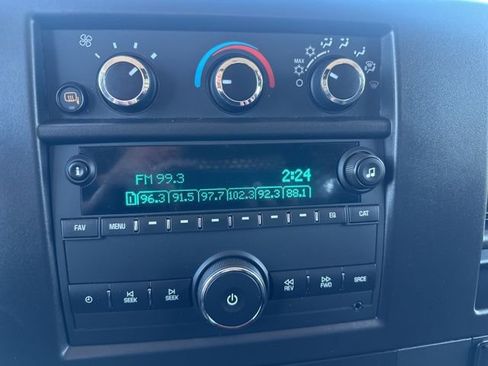 MAX
FM 99.3 2:24
1 96.3 91.5 97.7 102.3 92.3 88.1
FAV MENU EQ CAT
SEEK SEEK REV FWD SRCE